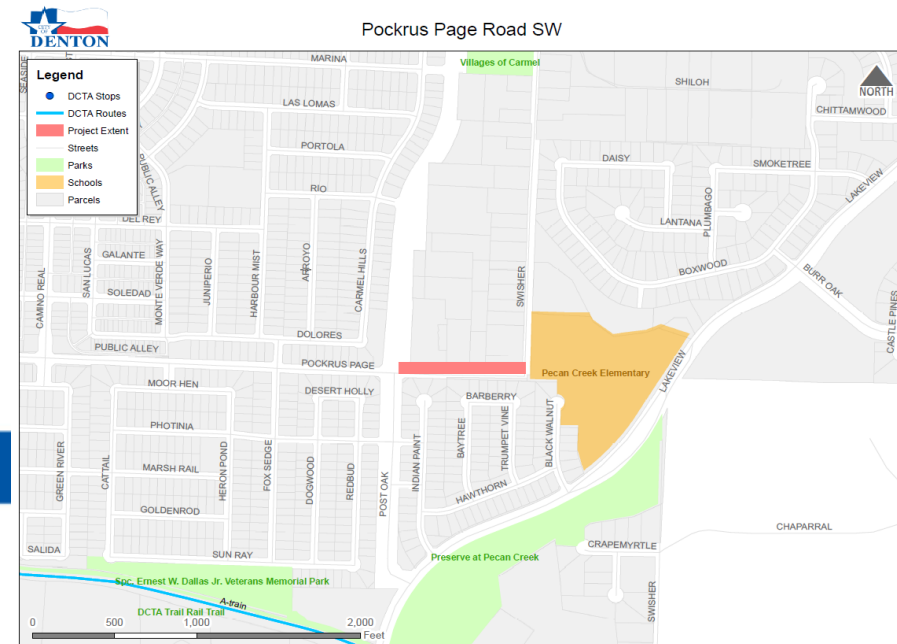 CITY
OF
DENTON
Pockrus Page Road SW
Legend
DCTA Stops
DCTA Routes
Project Extent
Streets
Parks
Schools
Parcels
NORTH
SEASIDE
MARINA
Villages of Carmel
SHILOH
CHITTAMWOOD
LAS LOMAS
PORTOLA
PUBLIC ALLEY
RIO
DAISY
SMOKETREE
LAKEVIEW
PLUMBAGO
LANTANA
DEL REY
BOXWOOD
BURR OAK
CASTLE PINES
CAMINO REAL
SAN LUCAS
GALANTE
SOLEDAD
MONTE VERDE WAY
JUNIPERIO
HARBOUR MIST
ARROYO
CARMEL HILLS
SWISHER
DOLORES
PUBLIC ALLEY
POCKRUS PAGE
Pecan Creek Elementary
LAKEVIEW
MOOR HEN
DESERT HOLLY
BARBERRY
PHOTINIA
GREEN RIVER
CATTAIL
MARSH RAIL
HERON POND
FOX SEDGE
DOGWOOD
REDBUD
POST OAK
INDIAN PAINT
BAYTREE
TRUMPET VINE
BLACK WALNUT
HAWTHORN
GOLDENROD
CHAPARRAL
SALIDA
SUN RAY
Preserve at Pecan Creek
CRAPEMYRTLE
SWISHER
Spc. Ernest W. Dallas Jr. Veterans Memorial Park
A-train
DCTA Trail Rail Trail
0 500 1,000 2,000
Feet